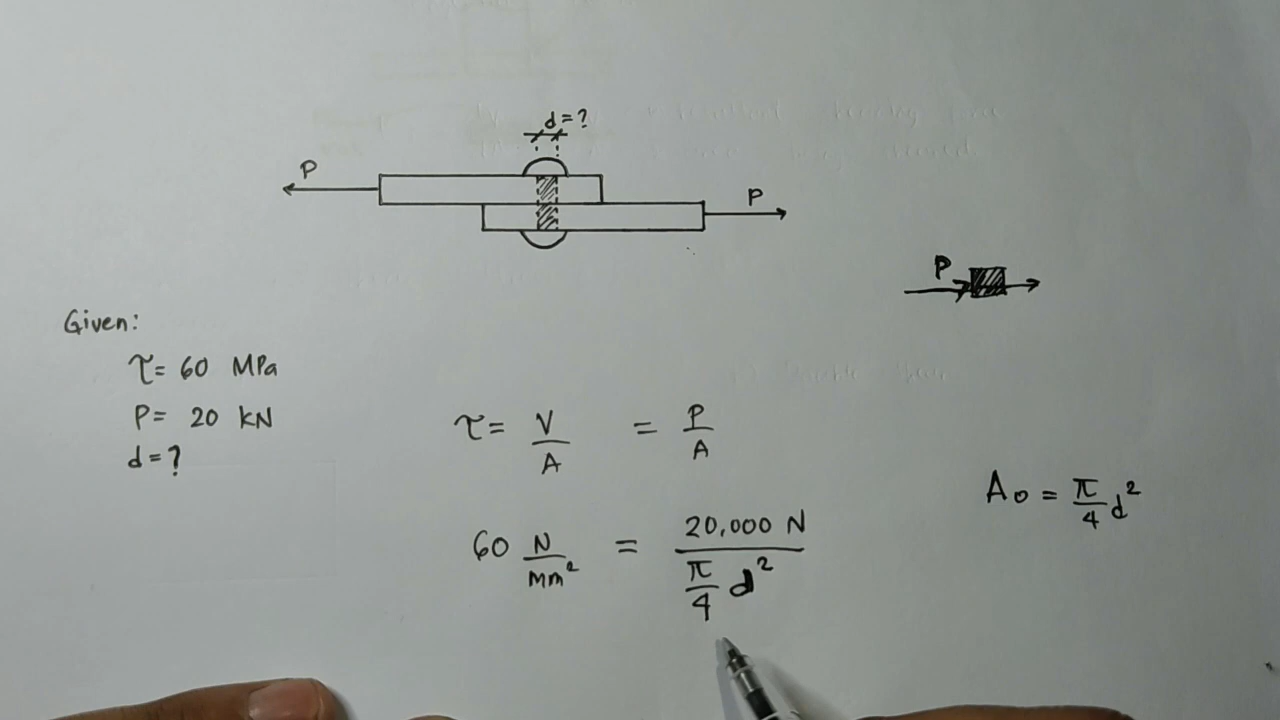 d=?
P
P
P
Given:
τ= 60 MPa
P= 20 kN
d=?
τ= V/A = P/A
A₀ = π/4 d²
60 N/mm² = 20,000 N / π/4 d²